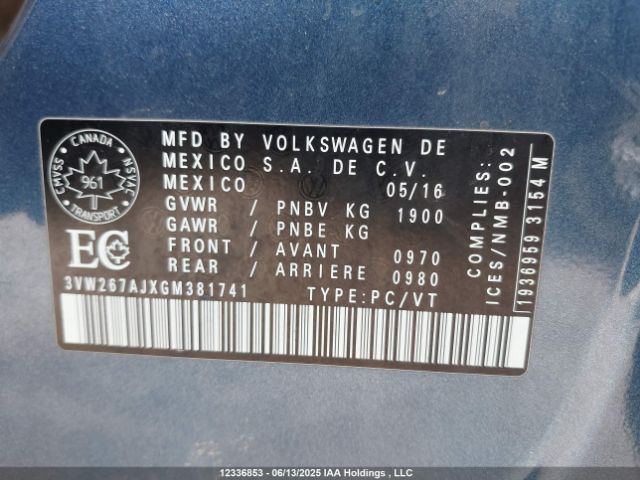 CANADA
CMVSS
NSVAC
961
TRANSPORT
MFD BY VOLKSWAGEN DE
MEXICO S.A. DE C.V.
MEXICO 05/16
GVWR / PNBV KG 1900
GAWR / PNBE KG
FRONT / AVANT 0970
REAR / ARRIERE 0980
EC
3VW267AJXGM381741 TYPE:PC/VT
COMPLIES:
ICES/NMB-002
1936959 3154 M
12336853 - 06/13/2025 IAA Holdings , LLC